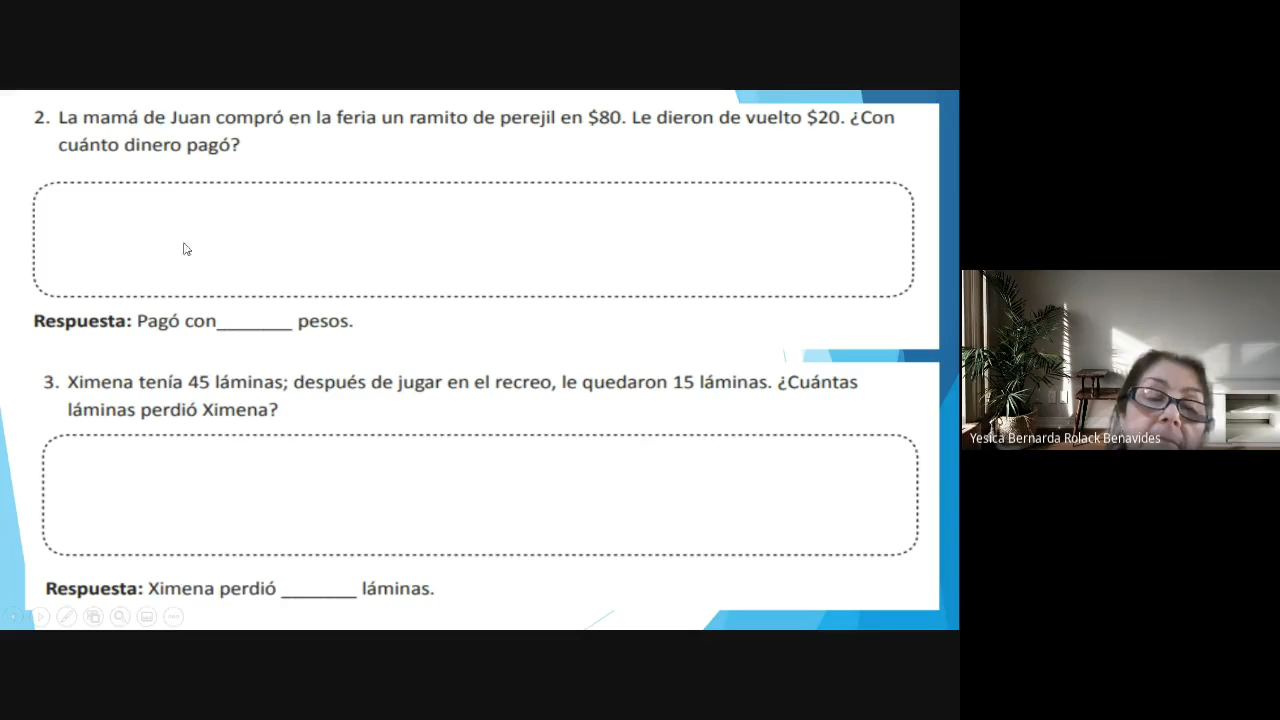 2. La mamá de Juan compró en la feria un ramito de perejil en $80. Le dieron de vuelto $20. ¿Con
cuánto dinero pagó?
Respuesta: Pagó con________ pesos.
3. Ximena tenía 45 láminas; después de jugar en el recreo, le quedaron 15 láminas. ¿Cuántas
láminas perdió Ximena?
Respuesta: Ximena perdió ________ láminas.
Yesica Bernarda Rolack Benavides